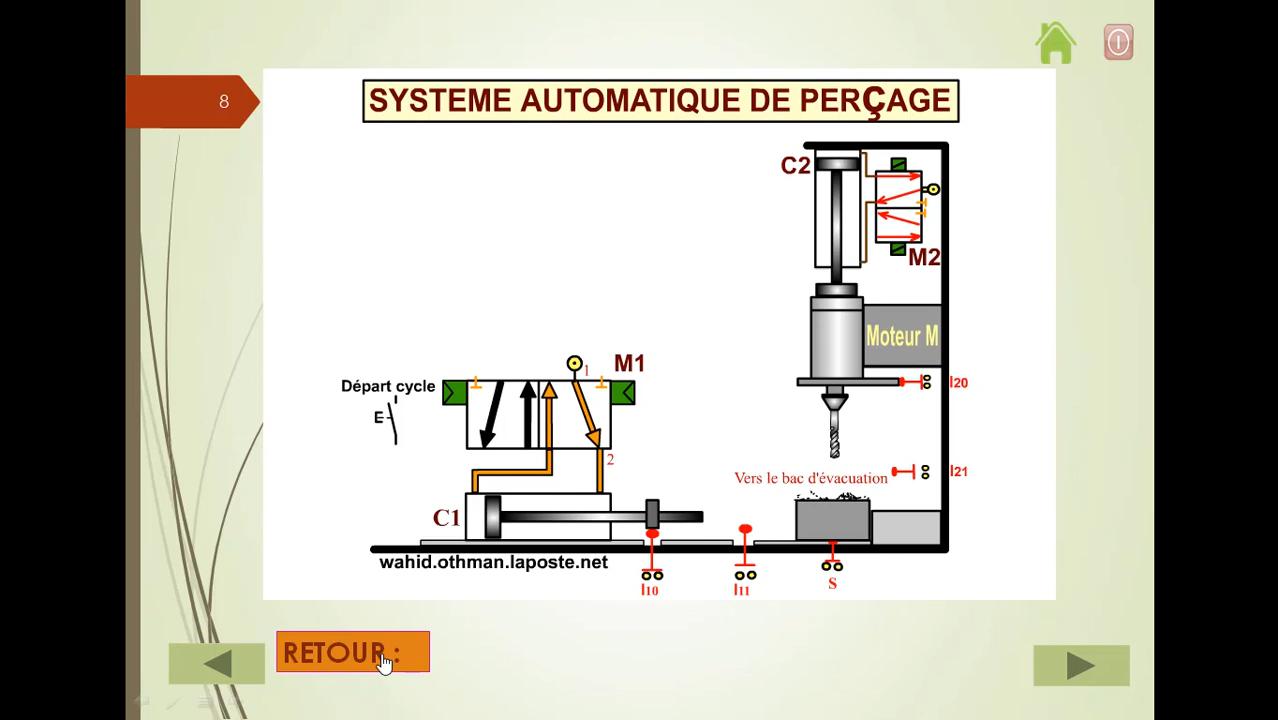 8
SYSTEME AUTOMATIQUE DE PERÇAGE
C2
M2
Moteur M
M1
1
Départ cycle
E
I20
2
Vers le bac d'évacuation
I21
C1
wahid.othman.laposte.net
I10
I11
S
RETOUR :